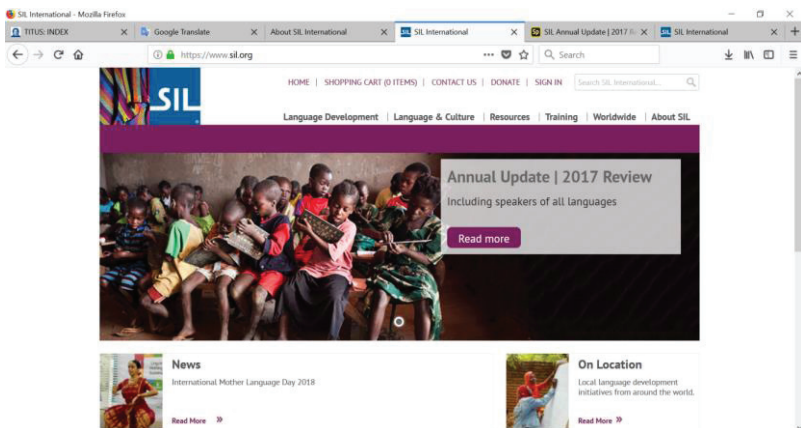 SIL International - Mozilla Firefox
TITUS: INDEX
Google Translate
About SIL International
SIL International
SIL Annual Update | 2017 R
SIL International
https://www.sil.org
Search
SIL
HOME | SHOPPING CART (0 ITEMS) | CONTACT US | DONATE | SIGN IN
Search SIL International...
Language Development | Language & Culture | Resources | Training | Worldwide | About SIL
Annual Update | 2017 Review
Including speakers of all languages
Read more
News
International Mother Language Day 2018
Read More »
On Location
Local language development
initiatives from around the world.
Read More »